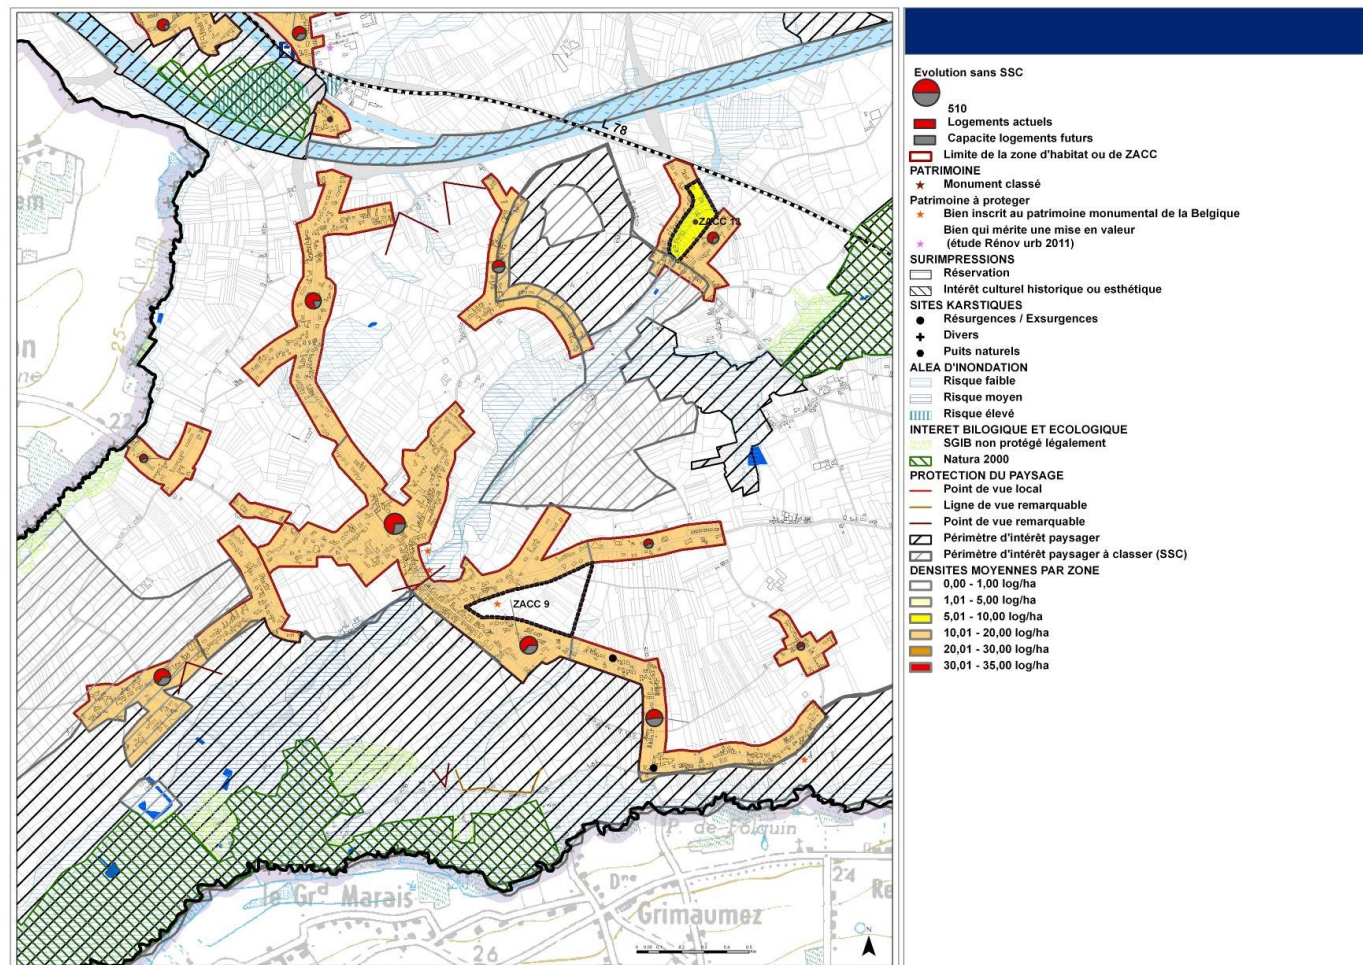 L 78
ZACC 13
ZACC 9
25
22
le Grd Marais
26
Dne
Grimaumez
P. de Folquin
24
N
Evolution sans SSC
510
Logements actuels
Capacite logements futurs
Limite de la zone d'habitat ou de ZACC
PATRIMOINE
Monument classé
Patrimoine à proteger
Bien inscrit au patrimoine monumental de la Belgique
Bien qui mérite une mise en valeur
(étude Rénov urb 2011)
SURIMPRESSIONS
Réservation
Intérêt culturel historique ou esthétique
SITES KARSTIQUES
Résurgences / Exsurgences
Divers
Puits naturels
ALEA D'INONDATION
Risque faible
Risque moyen
Risque élevé
INTERET BILOGIQUE ET ECOLOGIQUE
SGIB non protégé légalement
Natura 2000
PROTECTION DU PAYSAGE
Point de vue local
Ligne de vue remarquable
Point de vue remarquable
Périmètre d'intérêt paysager
Périmètre d'intérêt paysager à classer (SSC)
DENSITES MOYENNES PAR ZONE
0,00 - 1,00 log/ha
1,01 - 5,00 log/ha
5,01 - 10,00 log/ha
10,01 - 20,00 log/ha
20,01 - 30,00 log/ha
30,01 - 35,00 log/ha